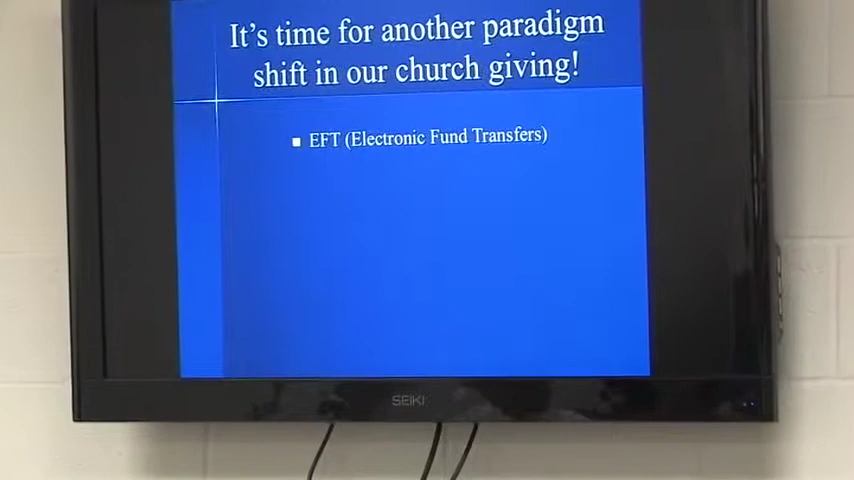 It's time for another paradigm
shift in our church giving!
EFT (Electronic Fund Transfers)
SEIKI